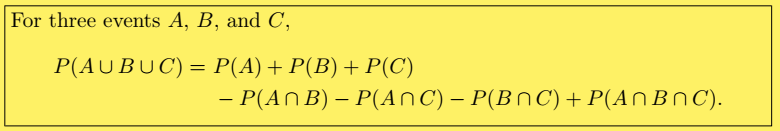 For three events A, B, and C,
P(A ∪ B ∪ C) = P(A) + P(B) + P(C)
− P(A ∩ B) − P(A ∩ C) − P(B ∩ C) + P(A ∩ B ∩ C).